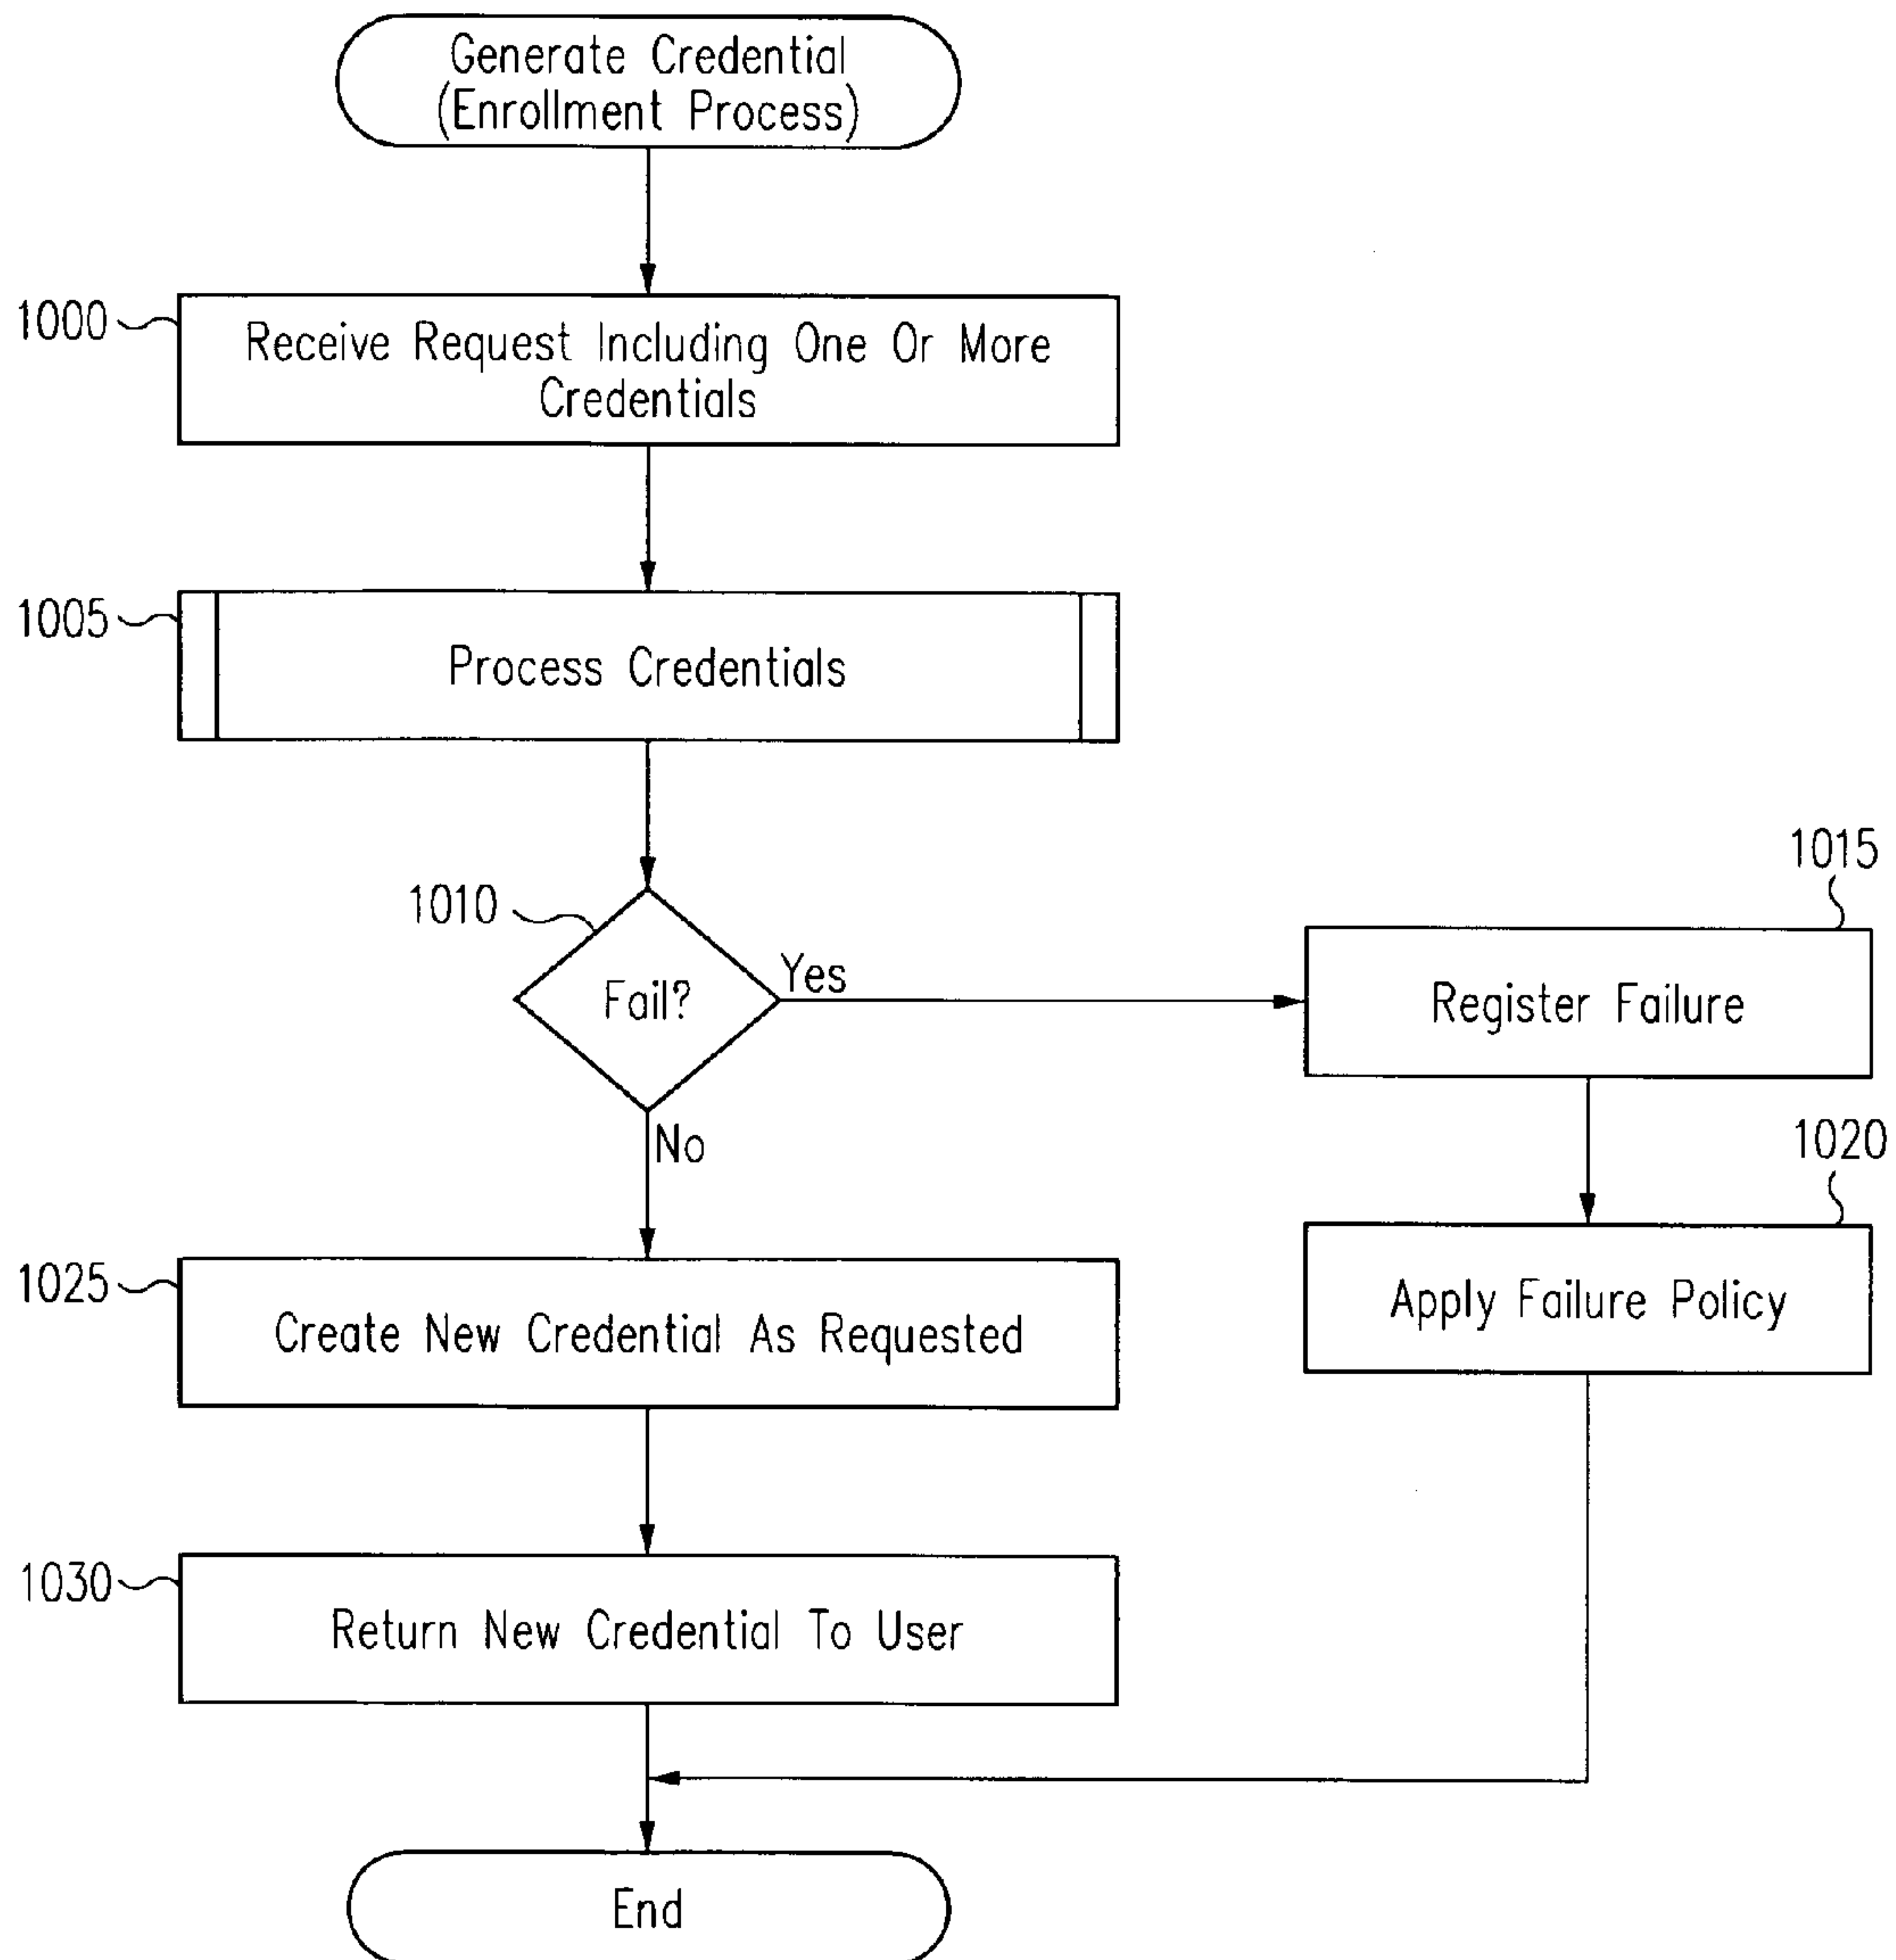 Generate Credential
(Enrollment Process)
1000
Receive Request Including One Or More
Credentials
1005
Process Credentials
1010
Fail?
Yes
1015
Register Failure
No
1020
Apply Failure Policy
1025
Create New Credential As Requested
1030
Return New Credential To User
End